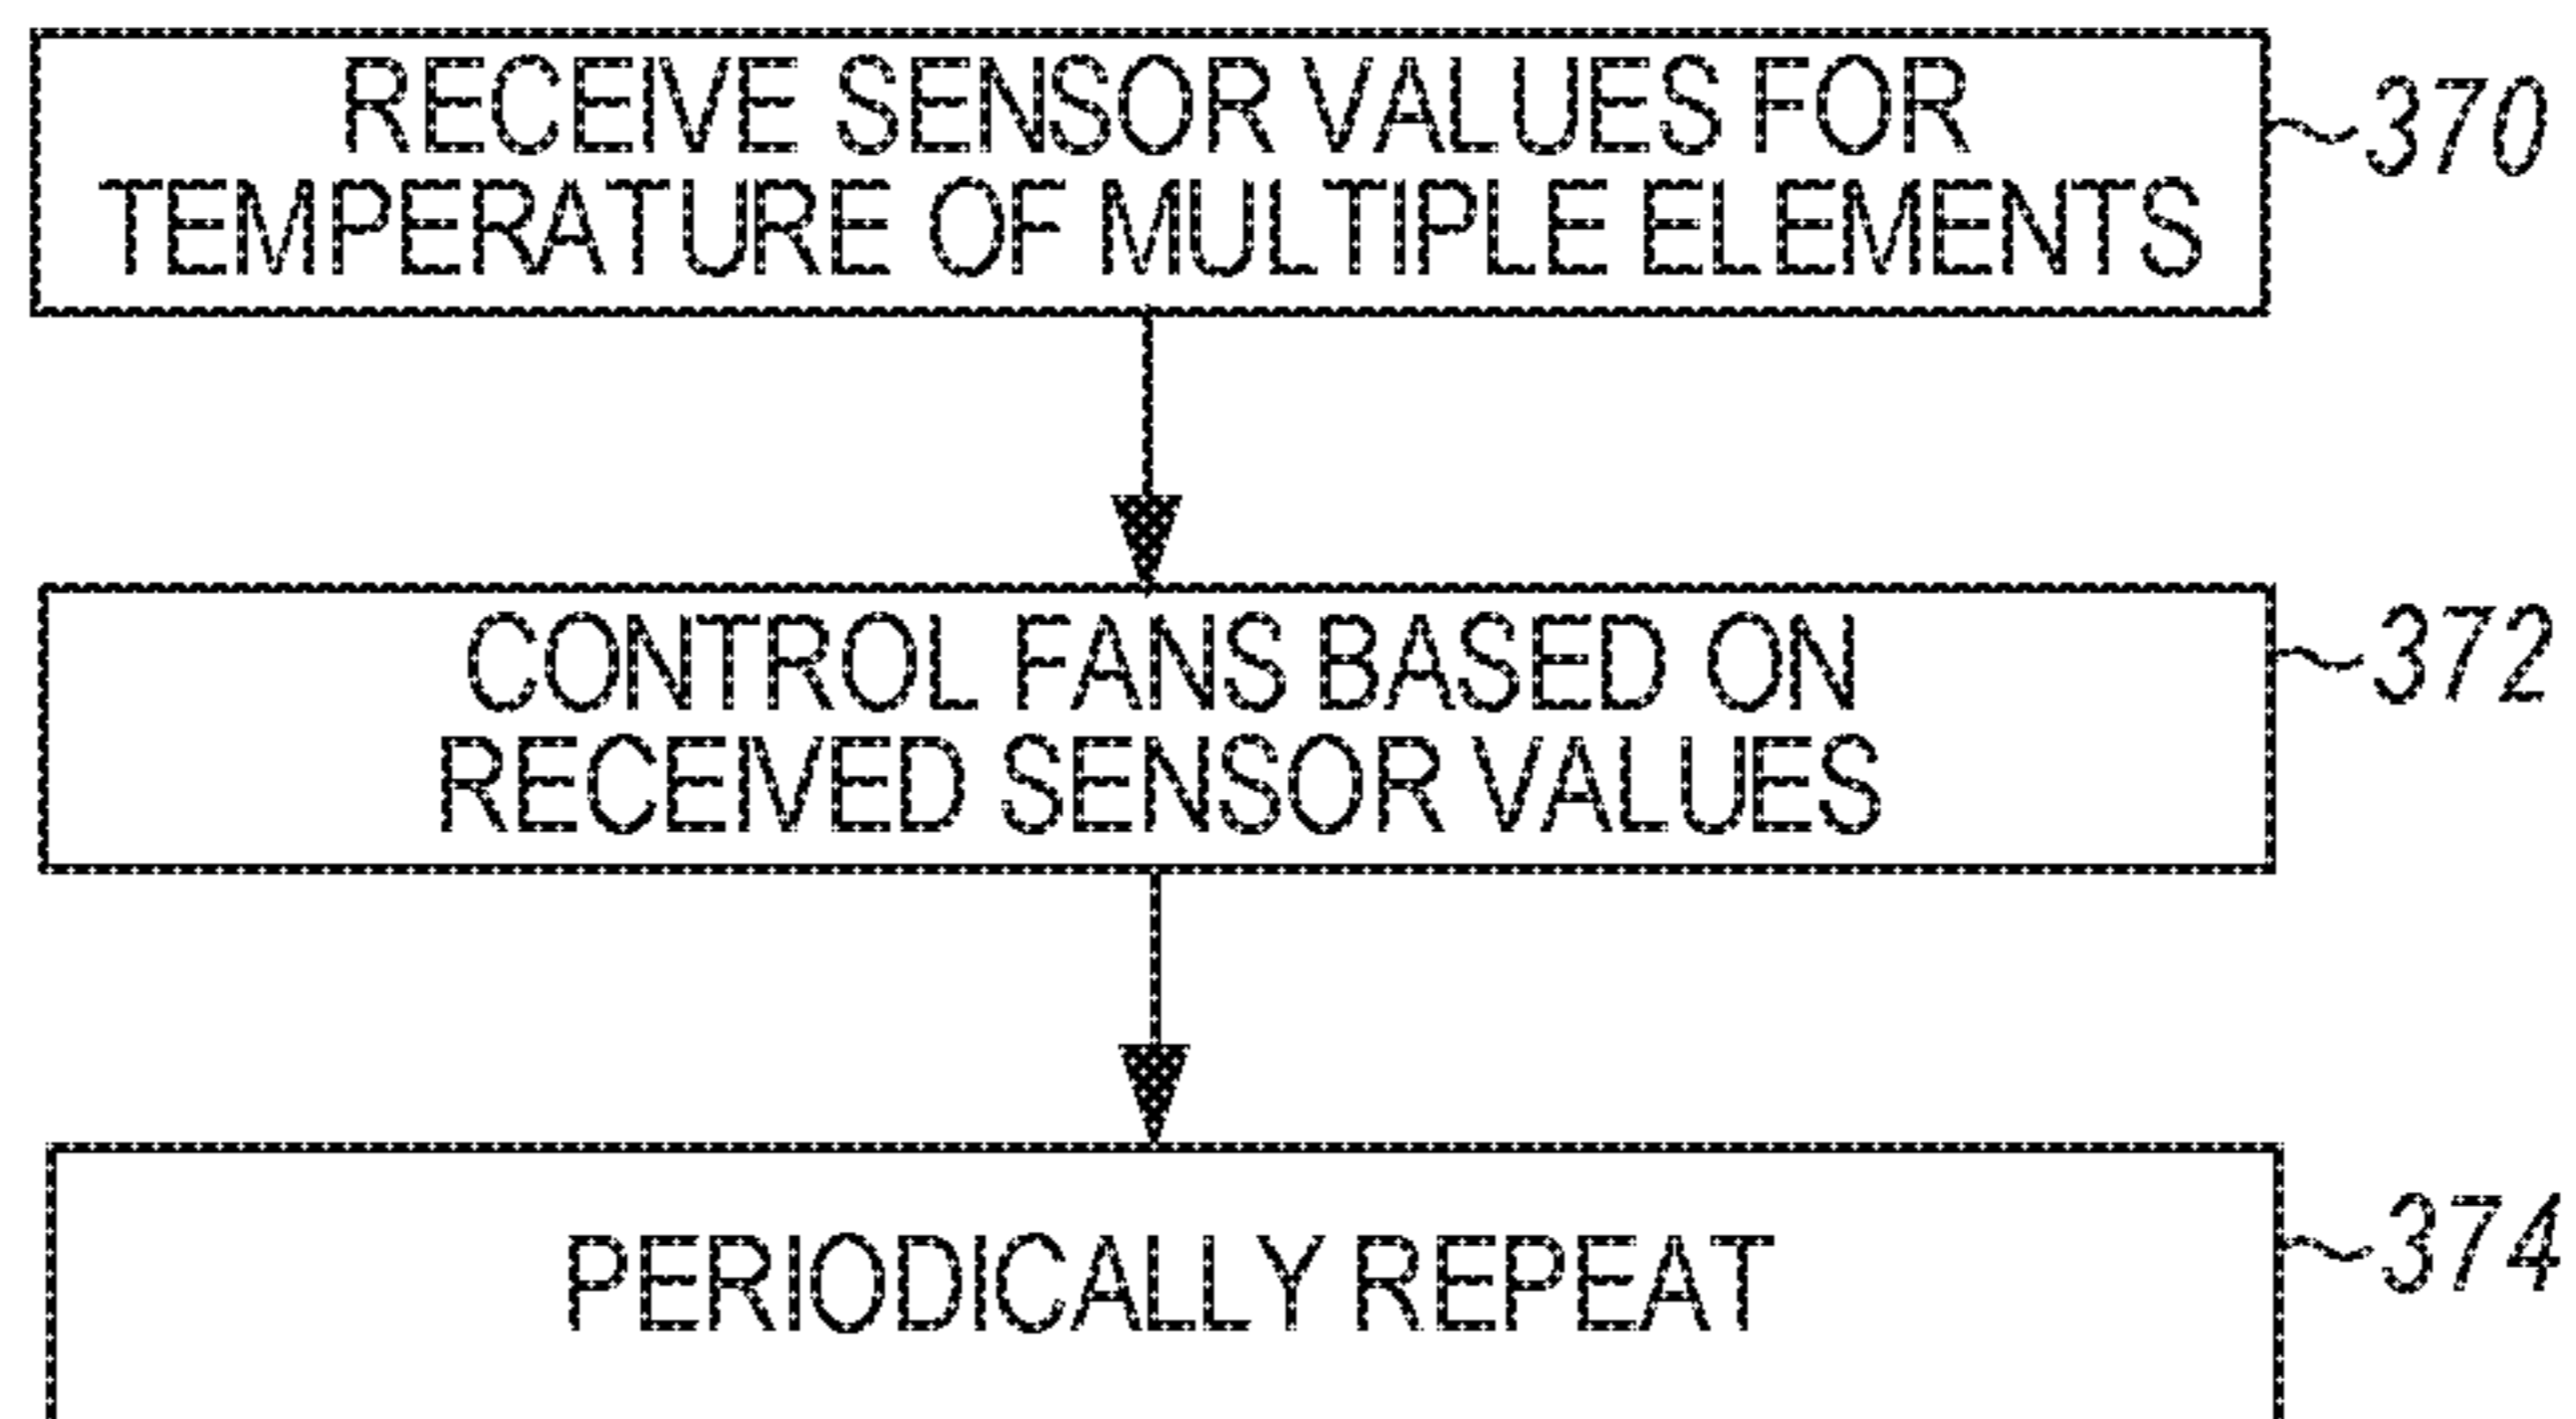 RECEIVE SENSOR VALUES FOR
TEMPERATURE OF MULTIPLE ELEMENTS
370
CONTROL FANS BASED ON
RECEIVED SENSOR VALUES
372
PERIODICALLY REPEAT
374